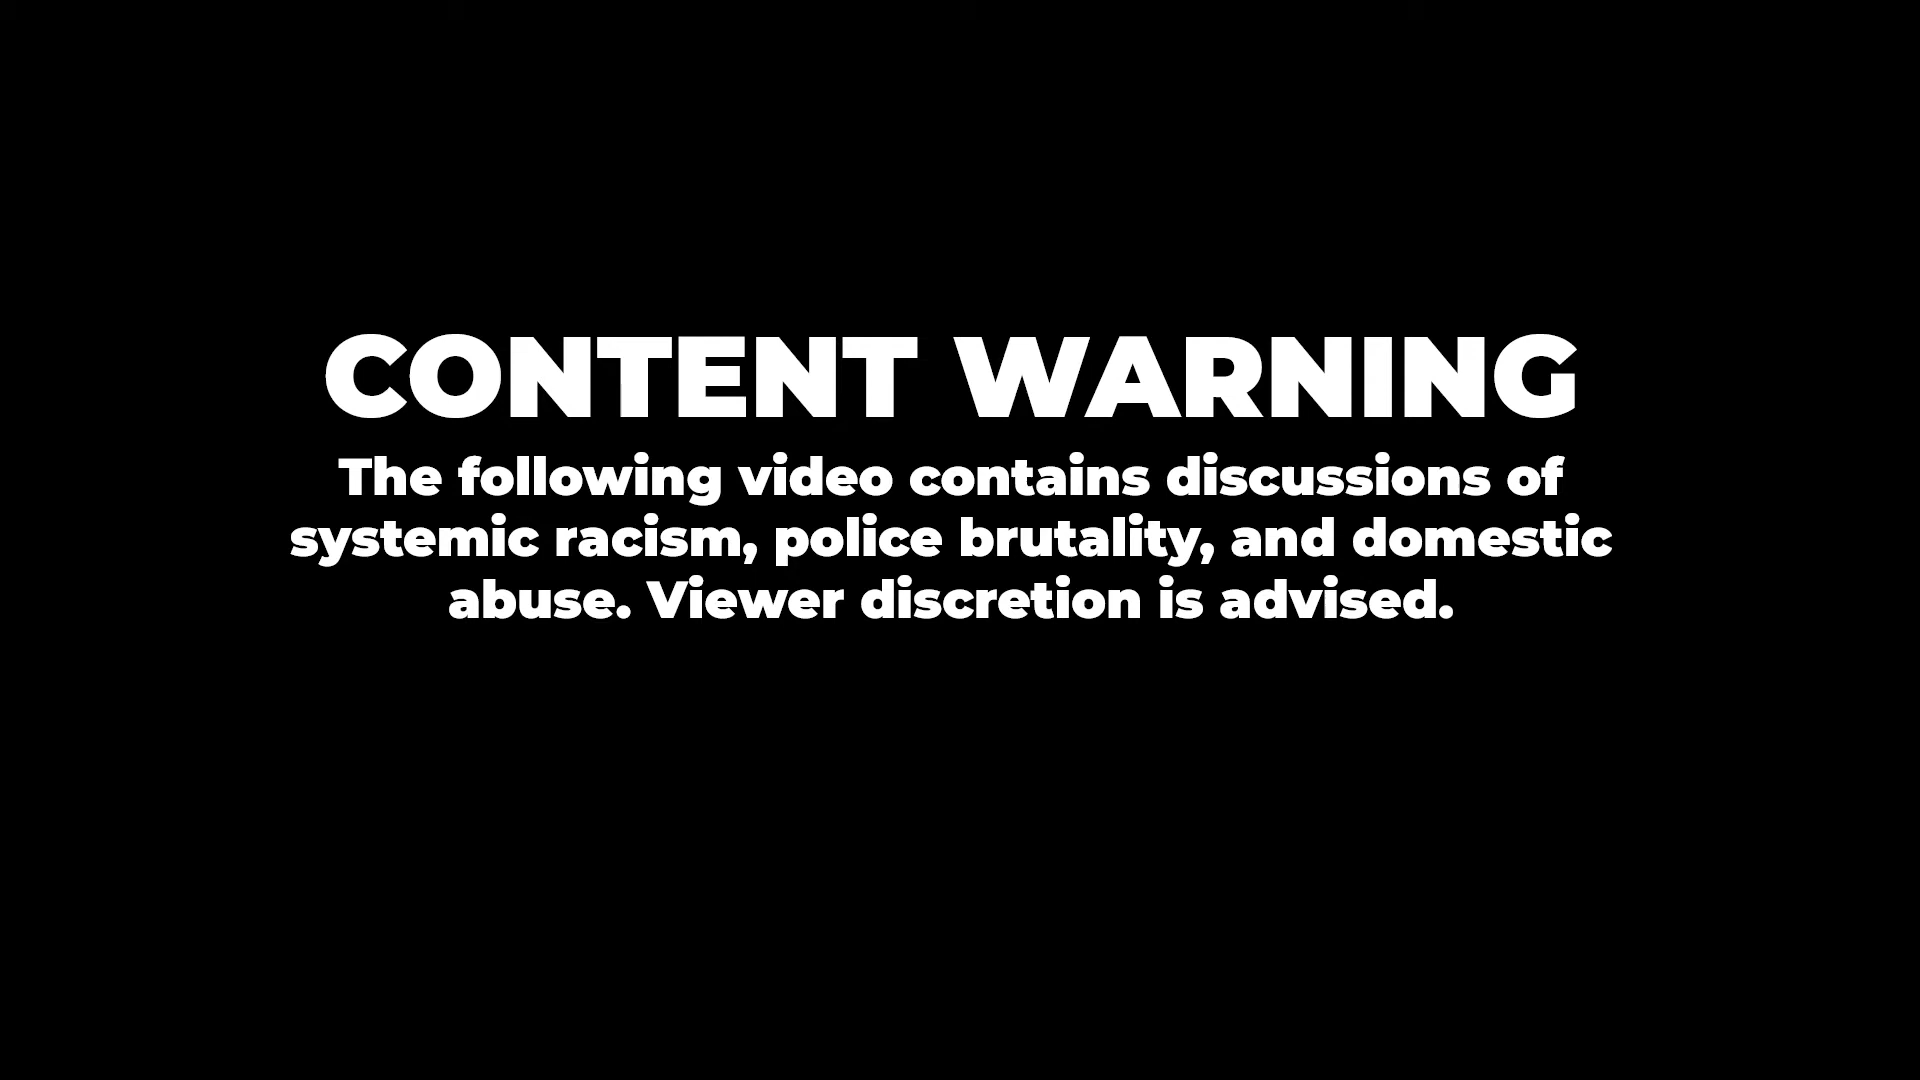 CONTENT WARNING
The following video contains discussions of
systemic racism, police brutality, and domestic
abuse. Viewer discretion is advised.